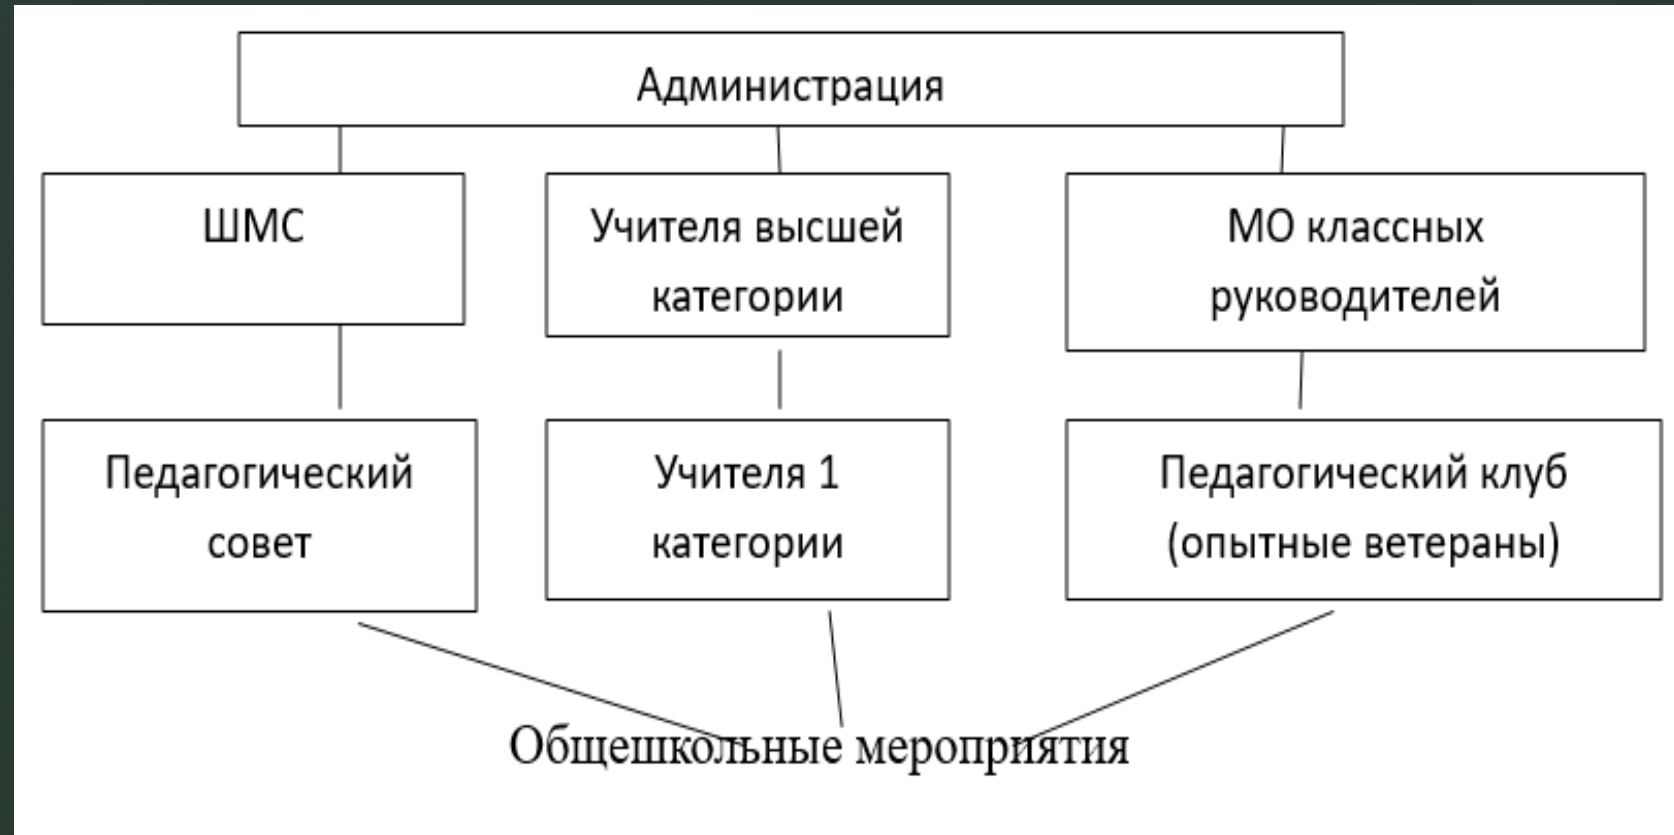 Администрация
ШМС
Учителя высшей
категории
МО классных
руководителей
Педагогический
совет
Учителя 1
категории
Педагогический клуб
(опытные ветераны)
Общешкольные мероприятия